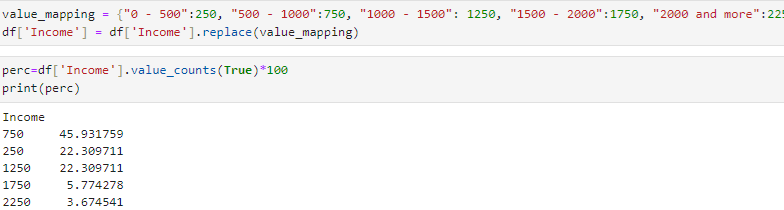 value_mapping = {"0 - 500":250, "500 - 1000":750, "1000 - 1500": 1250, "1500 - 2000":1750, "2000 and more":225
df['Income'] = df['Income'].replace(value_mapping)
perc=df['Income'].value_counts(True)*100
print(perc)
Income
750 45.931759
250 22.309711
1250 22.309711
1750 5.774278
2250 3.674541